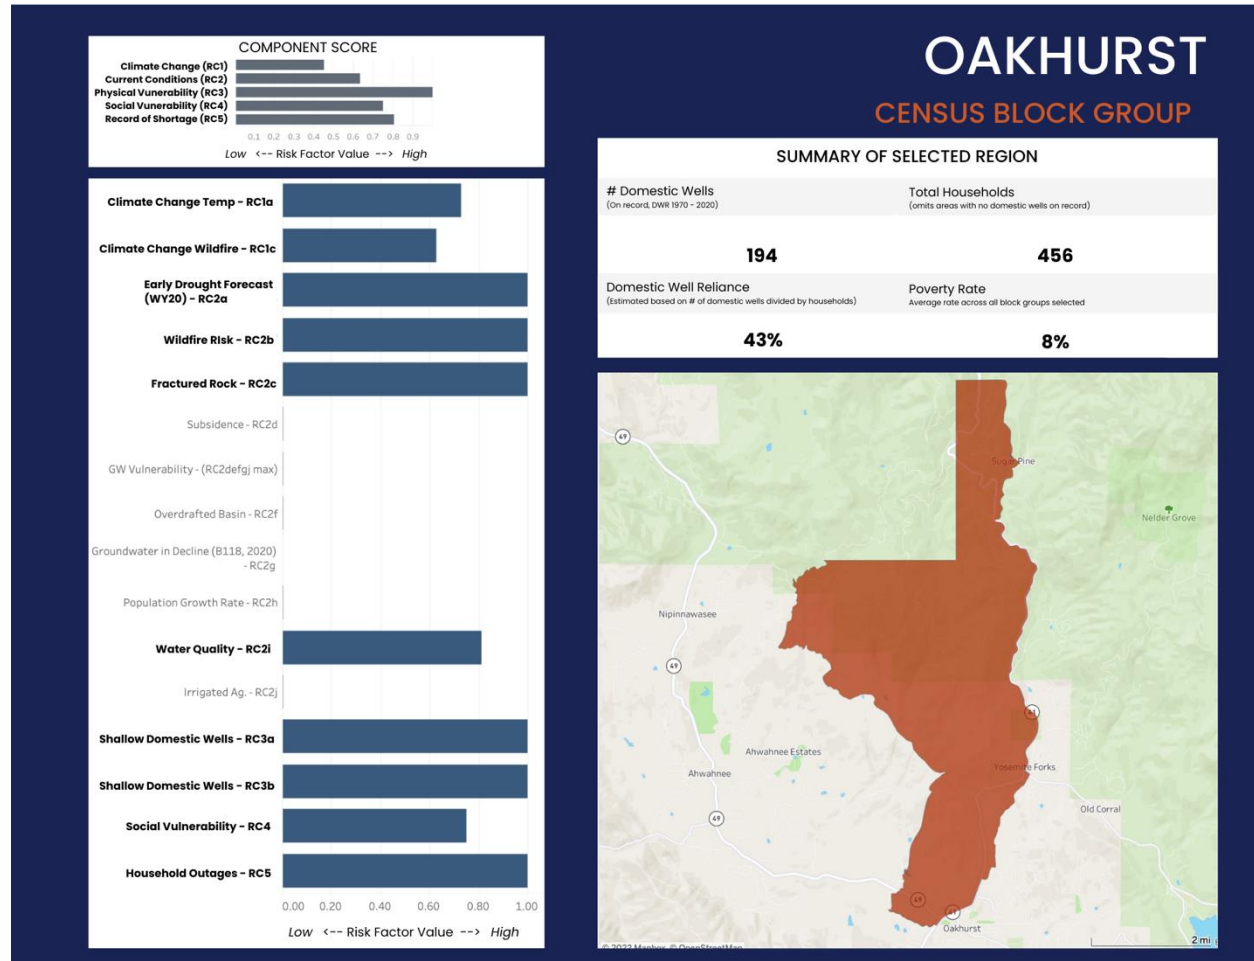 COMPONENT SCORE
Climate Change (RC1)
Current Conditions (RC2)
Physical Vunerability (RC3)
Social Vunerability (RC4)
Record of Shortage (RC5)
0.1 0.2 0.3 0.4 0.5 0.6 0.7 0.8 0.9
Low <-- Risk Factor Value --> High
Climate Change Temp - RC1a
Climate Change Wildfire - RC1c
Early Drought Forecast
(WY20) - RC2a
Wildfire RIsk - RC2b
Fractured Rock - RC2c
Subsidence - RC2d
GW Vulnerability - (RC2defgj max)
Overdrafted Basin - RC2f
Groundwater in Decline (B118, 2020)
- RC2g
Population Growth Rate - RC2h
Water Quality - RC2i
Irrigated Ag. - RC2j
Shallow Domestic Wells - RC3a
Shallow Domestic Wells - RC3b
Social Vulnerability - RC4
Household Outages - RC5
0.00 0.20 0.40 0.60 0.80 1.00
Low <-- Risk Factor Value --> High
OAKHURST
CENSUS BLOCK GROUP
SUMMARY OF SELECTED REGION
# Domestic Wells
(On record, DWR 1970 - 2020)
Total Households
(omits areas with no domestic wells on record)
194
456
Domestic Well Reliance
(Estimated based on # of domestic wells divided by households)
Poverty Rate
Average rate across all block groups selected
43%
8%
49
Sugar Pine
Nelder Grove
Nipinnawasee
49
41
Ahwahnee Estates
Ahwahnee
Yosemite Forks
Old Corral
49
49
41
Oakhurst
© 2022 Mapbox © OpenStreetMap
2 mi